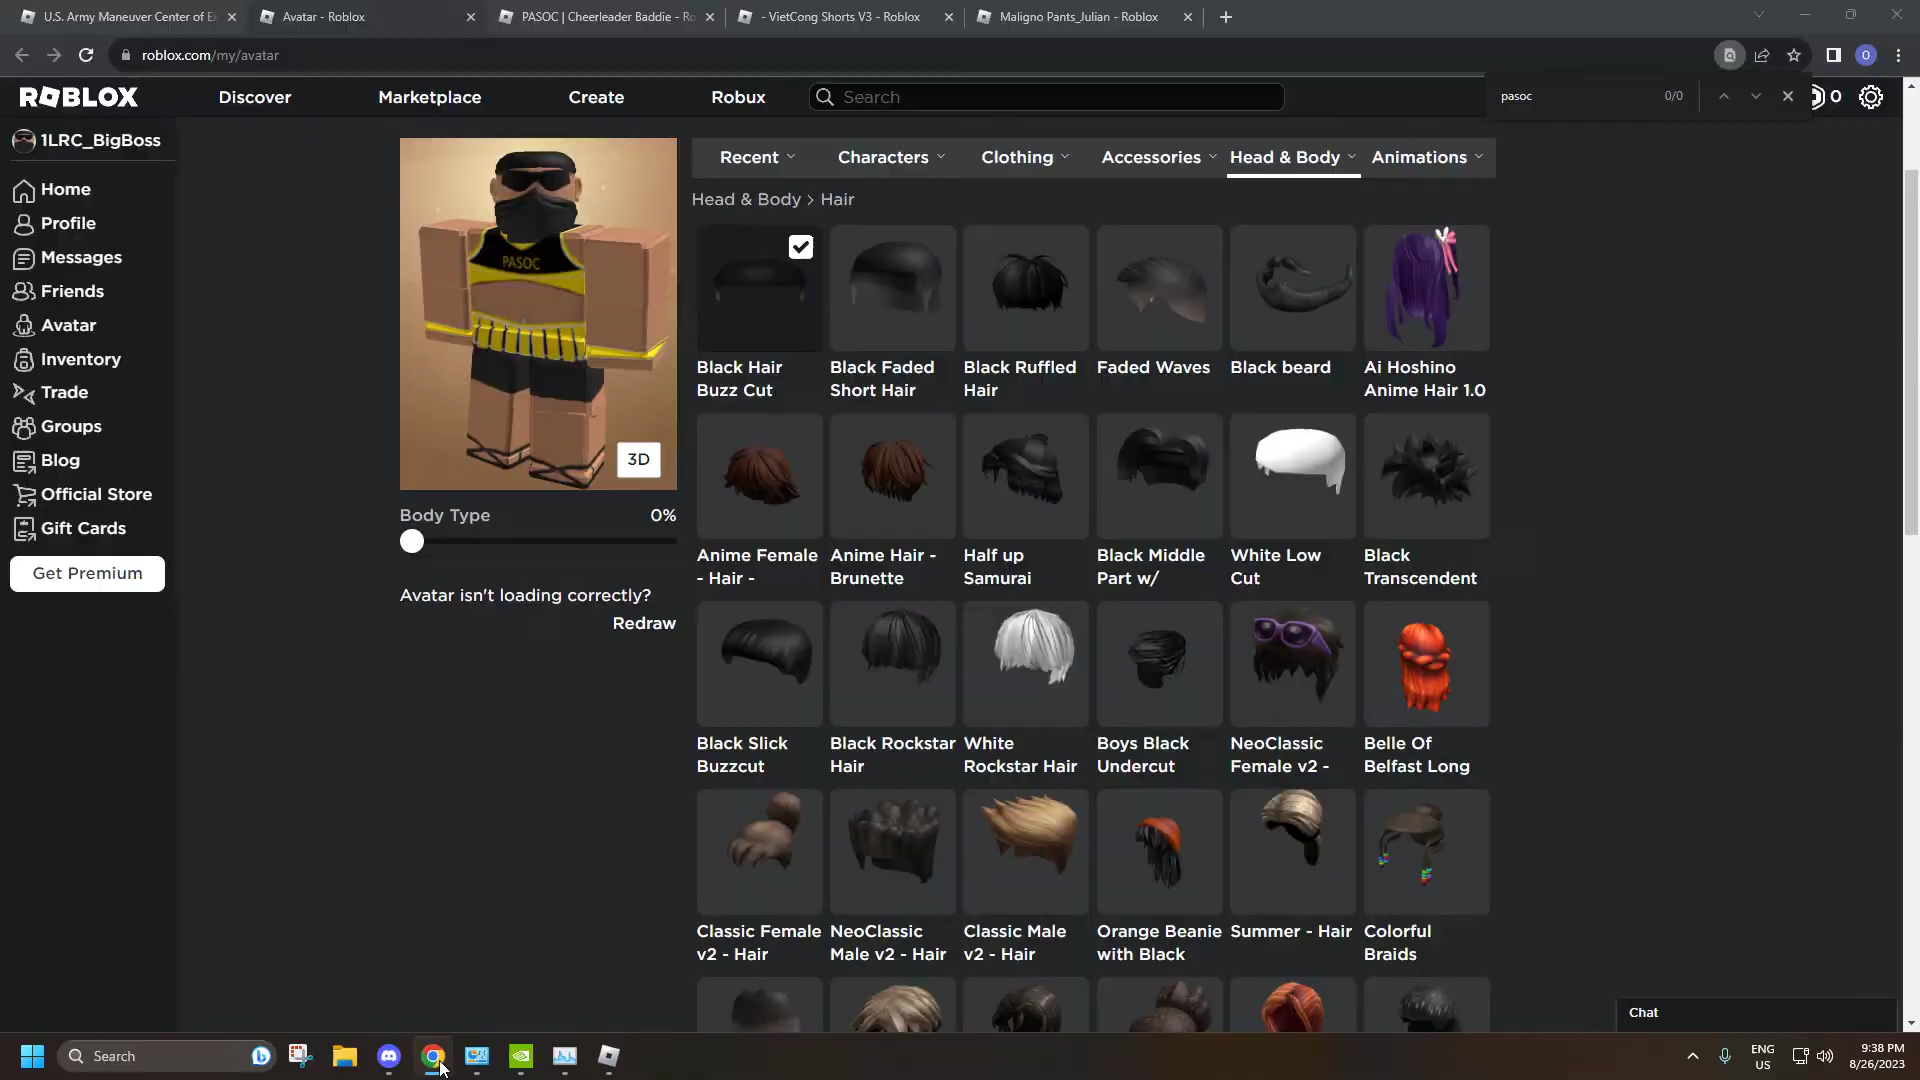 U.S. Army Maneuver Center of E
Avatar - Roblox
PASOC | Cheerleader Baddie - Ro
- VietCong Shorts V3 - Roblox
Maligno Pants_Julian - Roblox
roblox.com/my/avatar
O
ROBLOX
Discover
Marketplace
Create
Robux
Search
pasoc
0/0
0
1LRC_BigBoss
Home
Profile
Messages
Friends
Avatar
Inventory
Trade
Groups
Blog
Official Store
Gift Cards
Get Premium
PASOC
3D
Body Type
0%
Avatar isn't loading correctly?
Redraw
Recent
Characters
Clothing
Accessories
Head & Body
Animations
Head & Body > Hair
Black Hair
Buzz Cut
Black Faded
Short Hair
Black Ruffled
Hair
Faded Waves
Black beard
Ai Hoshino
Anime Hair 1.0
Anime Female
- Hair -
Anime Hair -
Brunette
Half up
Samurai
Black Middle
Part w/
White Low
Cut
Black
Transcendent
Black Slick
Buzzcut
Black Rockstar
Hair
White
Rockstar Hair
Boys Black
Undercut
NeoClassic
Female v2 -
Belle Of
Belfast Long
Classic Female
v2 - Hair
NeoClassic
Male v2 - Hair
Classic Male
v2 - Hair
Orange Beanie
with Black
Summer - Hair
Colorful
Braids
Chat
Search
ENG
US
9:38 PM
8/26/2023